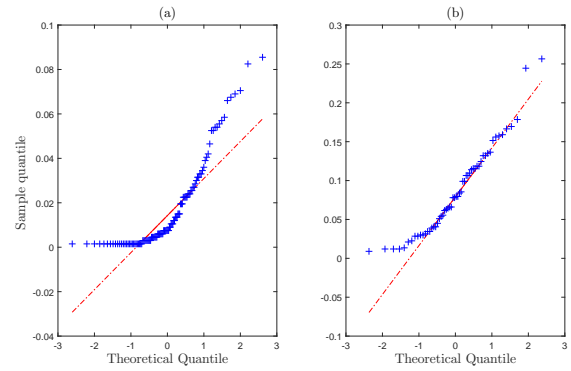 (a)
0.1
0.08
0.06
0.04
0.02
0
-0.02
-0.04
-3 -2 -1 0 1 2 3
Sample quantile
Theoretical Quantile
(b)
0.3
0.25
0.2
0.15
0.1
0.05
0
-0.05
-0.1
-3 -2 -1 0 1 2 3
Theoretical Quantile